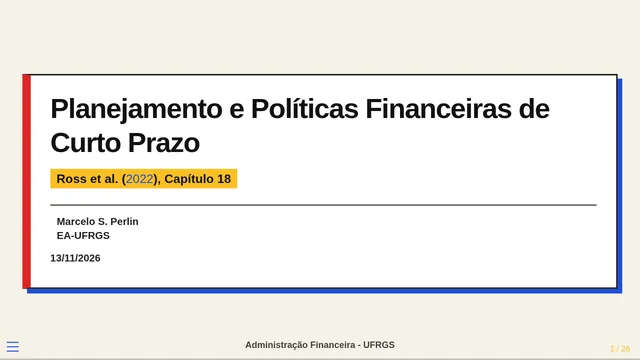 Planejamento e Políticas Financeiras de
Curto Prazo
Ross et al. (2022), Capítulo 18
Marcelo S. Perlin
EA-UFRGS
13/11/2026
Administração Financeira - UFRGS
1 / 26